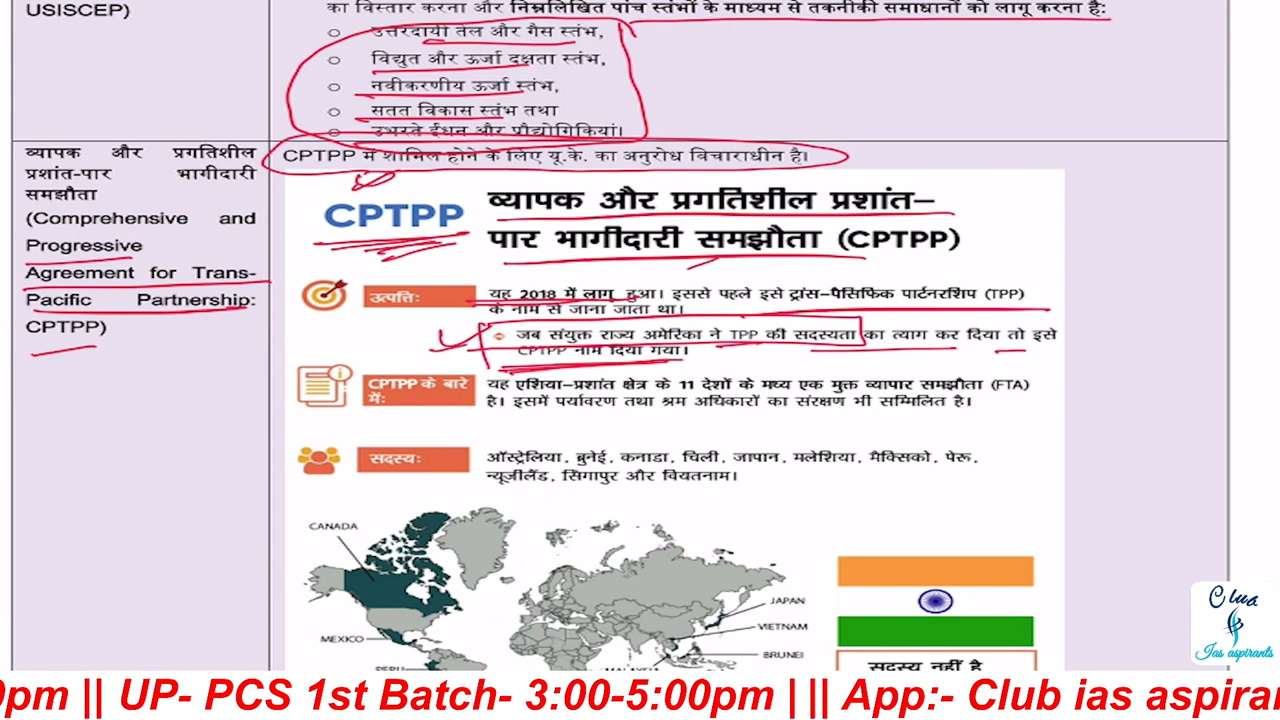 USISCEP)
का विस्तार करना और निम्नलिखित पांच स्तंभों के माध्यम से तकनीकी समाधानों को लागू करना है:
उत्तरदायी तेल और गैस स्तंभ,
विद्युत और ऊर्जा दक्षता स्तंभ,
नवीकरणीय ऊर्जा स्तंभ,
सतत विकास स्तंभ तथा
उभरते ईंधन और प्रौद्योगिकियां।
व्यापक और प्रगतिशील
प्रशांत-पार भागीदारी
समझौता
(Comprehensive and
Progressive
Agreement for Trans-
Pacific Partnership:
CPTPP)
CPTPP में शामिल होने के लिए यू.के. का अनुरोध विचाराधीन है।
CPTPP
व्यापक और प्रगतिशील प्रशांत–
पार भागीदारी समझौता (CPTPP)
उत्पत्तिः
यह 2018 में लागू हुआ। इससे पहले इसे ट्रांस–पैसिफिक पार्टनरशिप (TPP)
के नाम से जाना जाता था।
जब संयुक्त राज्य अमेरिका ने TPP की सदस्यता का त्याग कर दिया तो इसे
CPTPP नाम दिया गया।
CPTPP के बारे
में:
यह एशिया–प्रशांत क्षेत्र के 11 देशों के मध्य एक मुक्त व्यापार समझौता (FTA)
है। इसमें पर्यावरण तथा श्रम अधिकारों का संरक्षण भी सम्मिलित है।
सदस्यः
ऑस्ट्रेलिया, ब्रुनेई, कनाडा, चिली, जापान, मलेशिया, मैक्सिको, पेरू,
न्यूजीलैंड, सिंगापुर और वियतनाम।
CANADA
JAPAN
VIETNAM
MEXICO
BRUNEI
PERU
MALAYSIA
सदस्य नहीं है
Club
Ias aspirants
0pm || UP- PCS 1st Batch- 3:00-5:00pm | || App:- Club ias aspiran